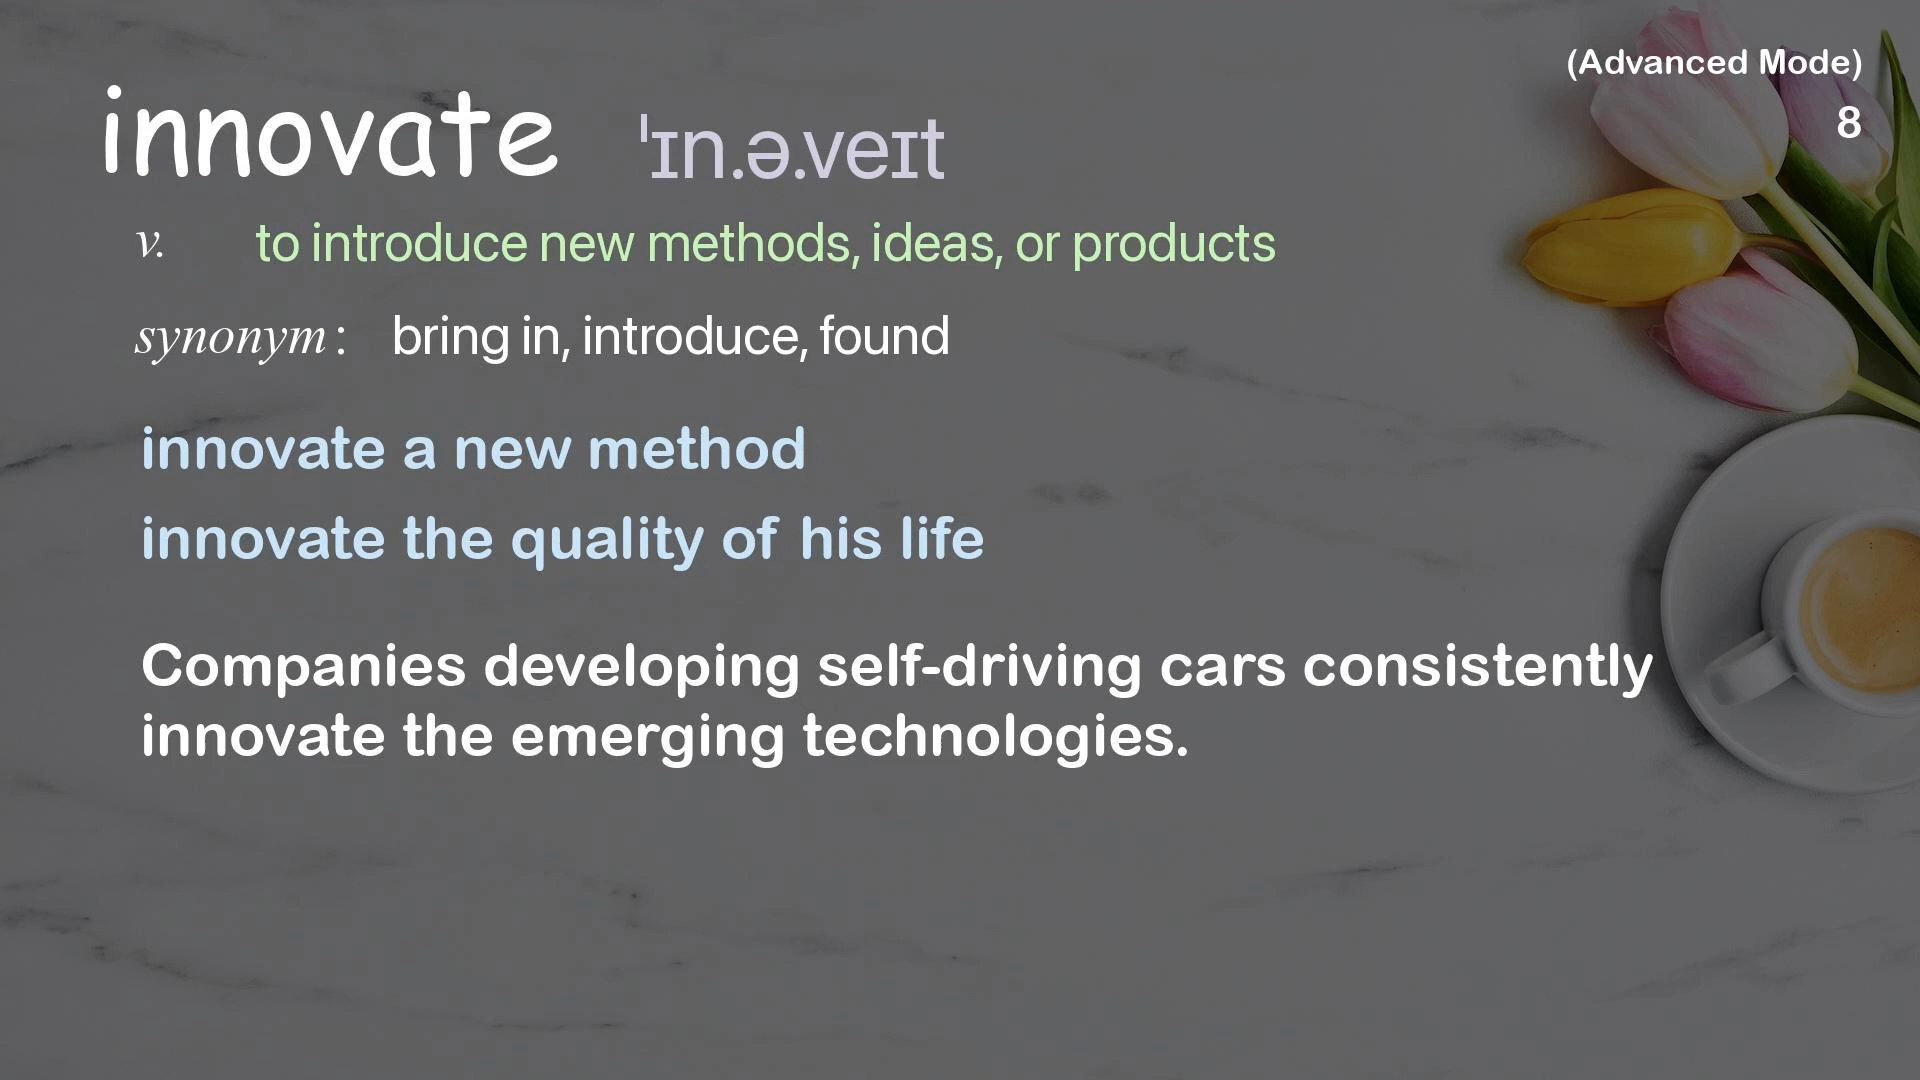 (Advanced Mode)
8
innovate ˈɪn.ə.veɪt
v. to introduce new methods, ideas, or products
synonym : bring in, introduce, found
innovate a new method
innovate the quality of his life
Companies developing self-driving cars consistently
innovate the emerging technologies.